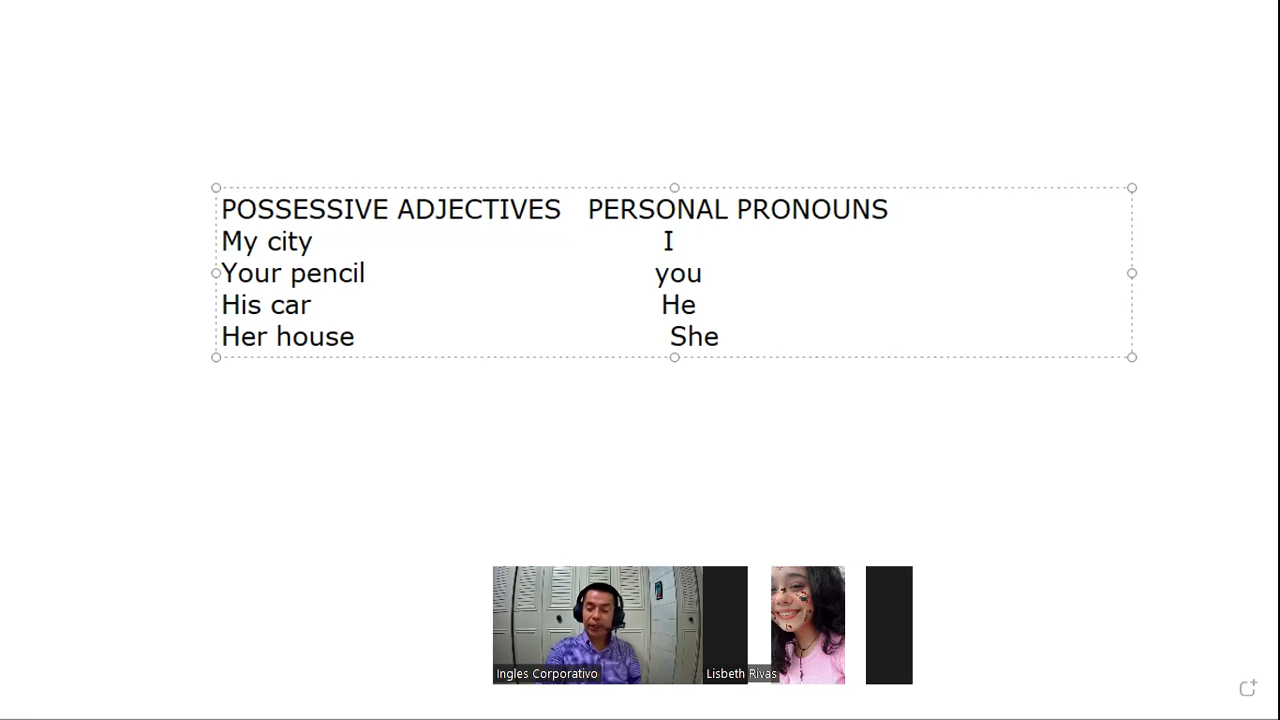 POSSESSIVE ADJECTIVES PERSONAL PRONOUNS
My city I
Your pencil you
His car He
Her house She
Ingles Corporativo
Lisbeth Rivas